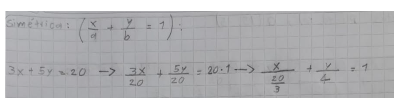 Simétrica: (x/a + y/b = 1):
3x + 5y = 20 → 3x/20 + 5y/20 = 20·1 → x/(20/3) + y/4 = 1